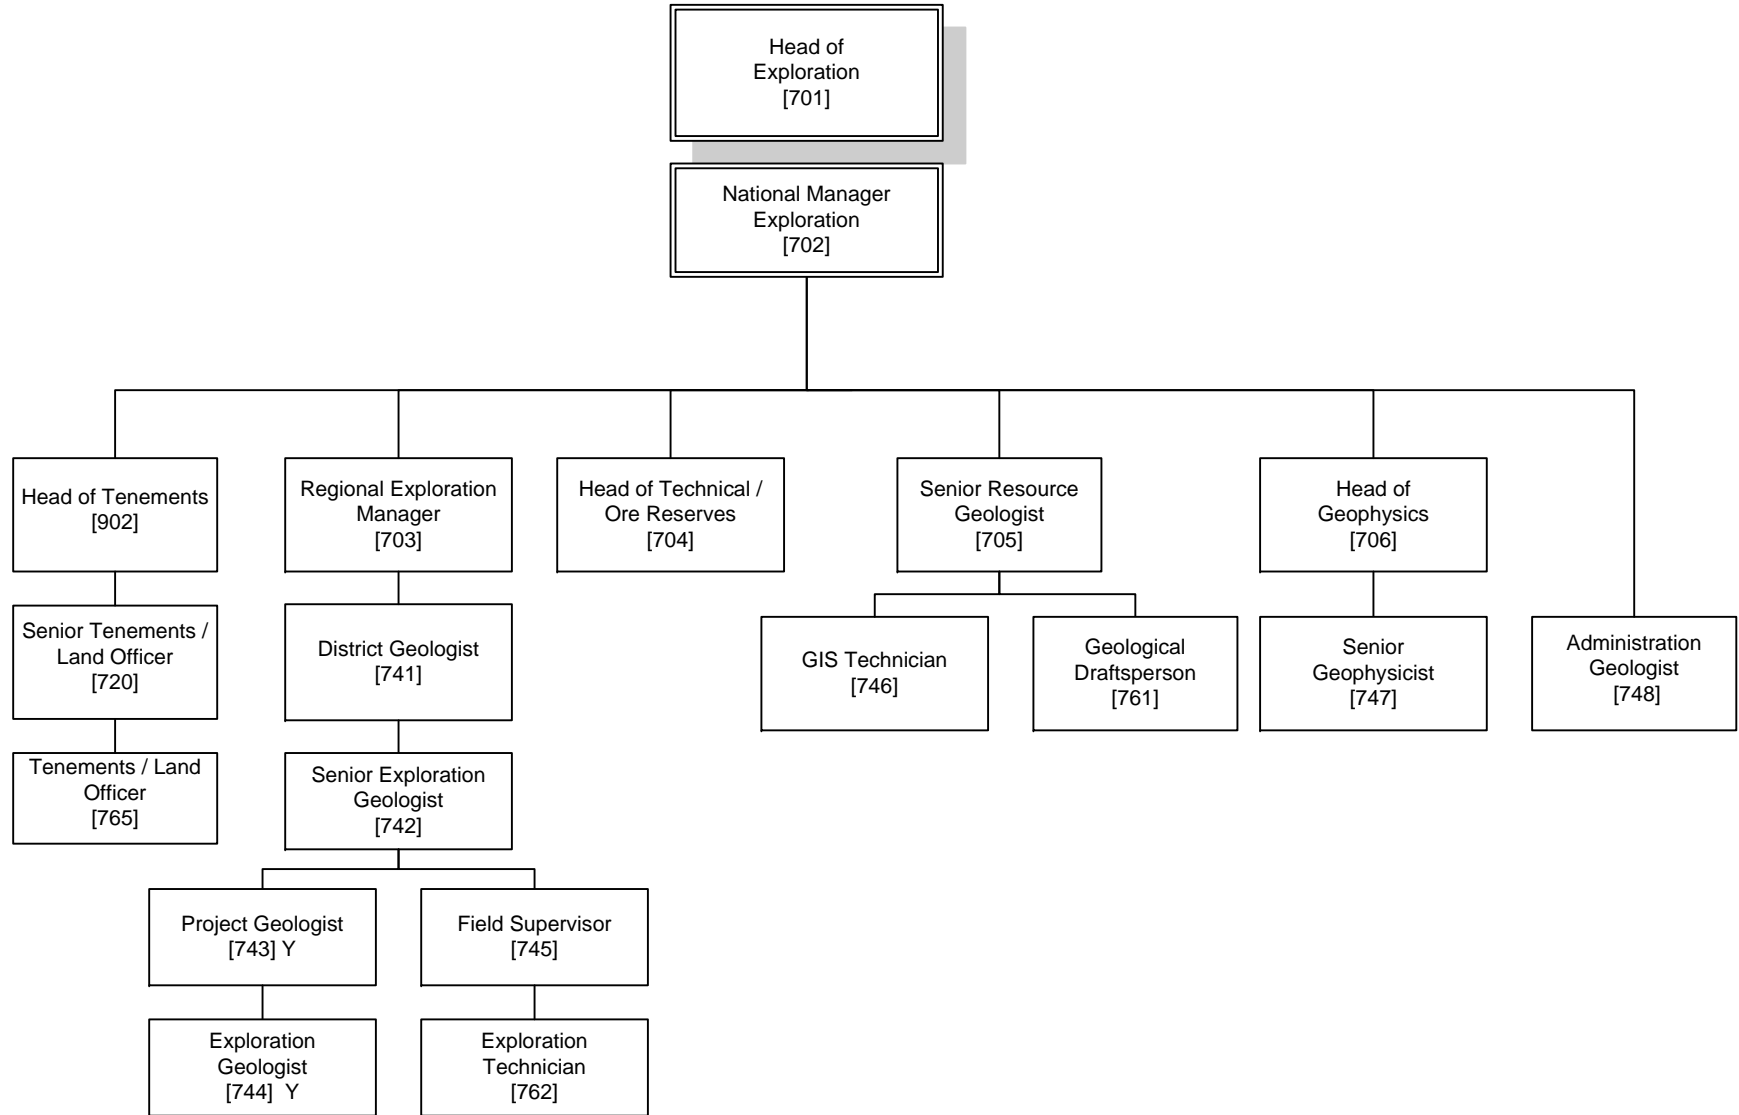 Head of
Exploration
[701]
National Manager
Exploration
[702]
Head of Tenements
[902]
Regional Exploration
Manager
[703]
Head of Technical /
Ore Reserves
[704]
Senior Resource
Geologist
[705]
Head of
Geophysics
[706]
Senior Tenements /
Land Officer
[720]
District Geologist
[741]
GIS Technician
[746]
Geological
Draftsperson
[761]
Senior
Geophysicist
[747]
Administration
Geologist
[748]
Tenements / Land
Officer
[765]
Senior Exploration
Geologist
[742]
Project Geologist
[743] Y
Field Supervisor
[745]
Exploration
Geologist
[744]  Y
Exploration
Technician
[762]